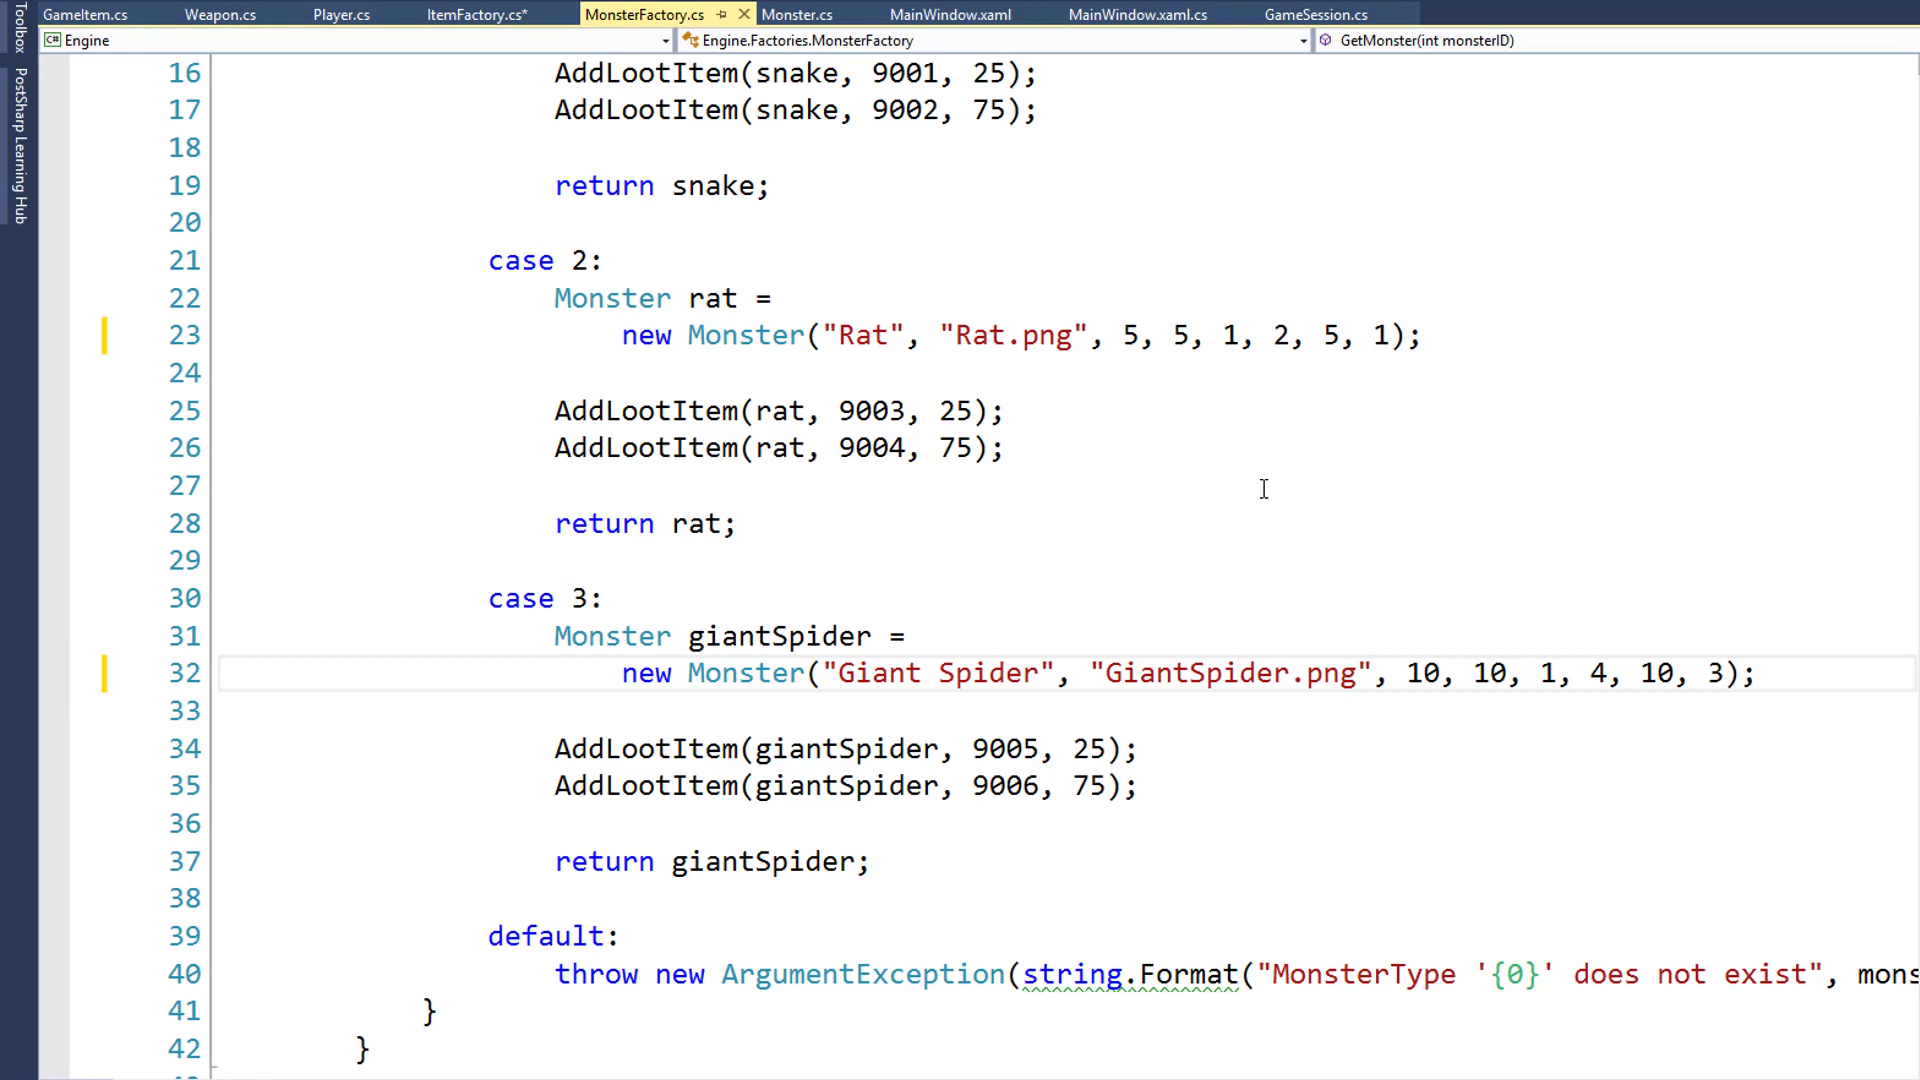 GameItem.cs Weapon.cs Player.cs ItemFactory.cs* MonsterFactory.cs Monster.cs MainWindow.xaml MainWindow.xaml.cs GameSession.cs
Toolbox
PostSharp Learning Hub
C# Engine Engine.Factories.MonsterFactory GetMonster(int monsterID)
16 AddLootItem(snake, 9001, 25);
17 AddLootItem(snake, 9002, 75);
18
19 return snake;
20
21 case 2:
22 Monster rat =
23 new Monster("Rat", "Rat.png", 5, 5, 1, 2, 5, 1);
24
25 AddLootItem(rat, 9003, 25);
26 AddLootItem(rat, 9004, 75);
27
28 return rat;
29
30 case 3:
31 Monster giantSpider =
32 new Monster("Giant Spider", "GiantSpider.png", 10, 10, 1, 4, 10, 3);
33
34 AddLootItem(giantSpider, 9005, 25);
35 AddLootItem(giantSpider, 9006, 75);
36
37 return giantSpider;
38
39 default:
40 throw new ArgumentException(string.Format("MonsterType '{0}' does not exist", mons
41 }
42 }